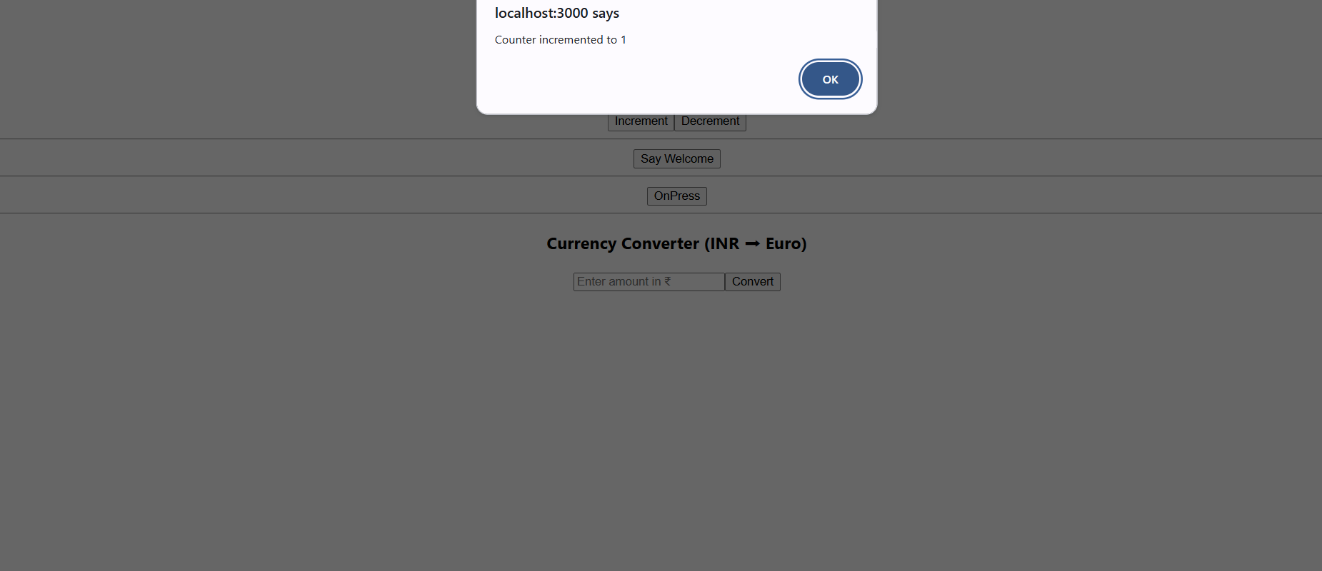 localhost:3000 says
Counter incremented to 1
OK
Increment Decrement
Say Welcome
OnPress
Currency Converter (INR ➞ Euro)
Enter amount in ₹ Convert